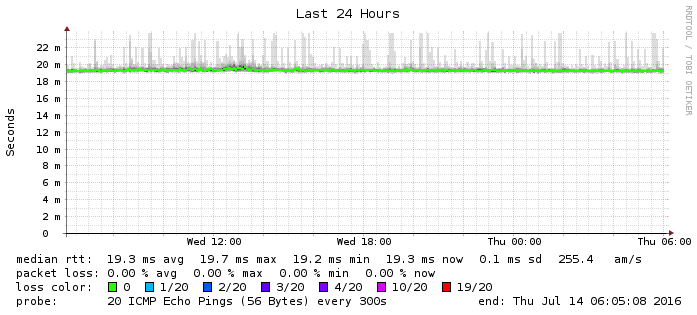 Last 24 Hours
RRDTOOL / TOBI OETIKER
Seconds
22 m
20 m
18 m
16 m
14 m
12 m
10 m
8 m
6 m
4 m
2 m
0
Wed 12:00 Wed 18:00 Thu 00:00 Thu 06:00
median rtt: 19.3 ms avg 19.7 ms max 19.2 ms min 19.3 ms now 0.1 ms sd 255.4 am/s
packet loss: 0.00 % avg 0.00 % max 0.00 % min 0.00 % now
loss color: 0 1/20 2/20 3/20 4/20 10/20 19/20
probe: 20 ICMP Echo Pings (56 Bytes) every 300s end: Thu Jul 14 06:05:08 2016